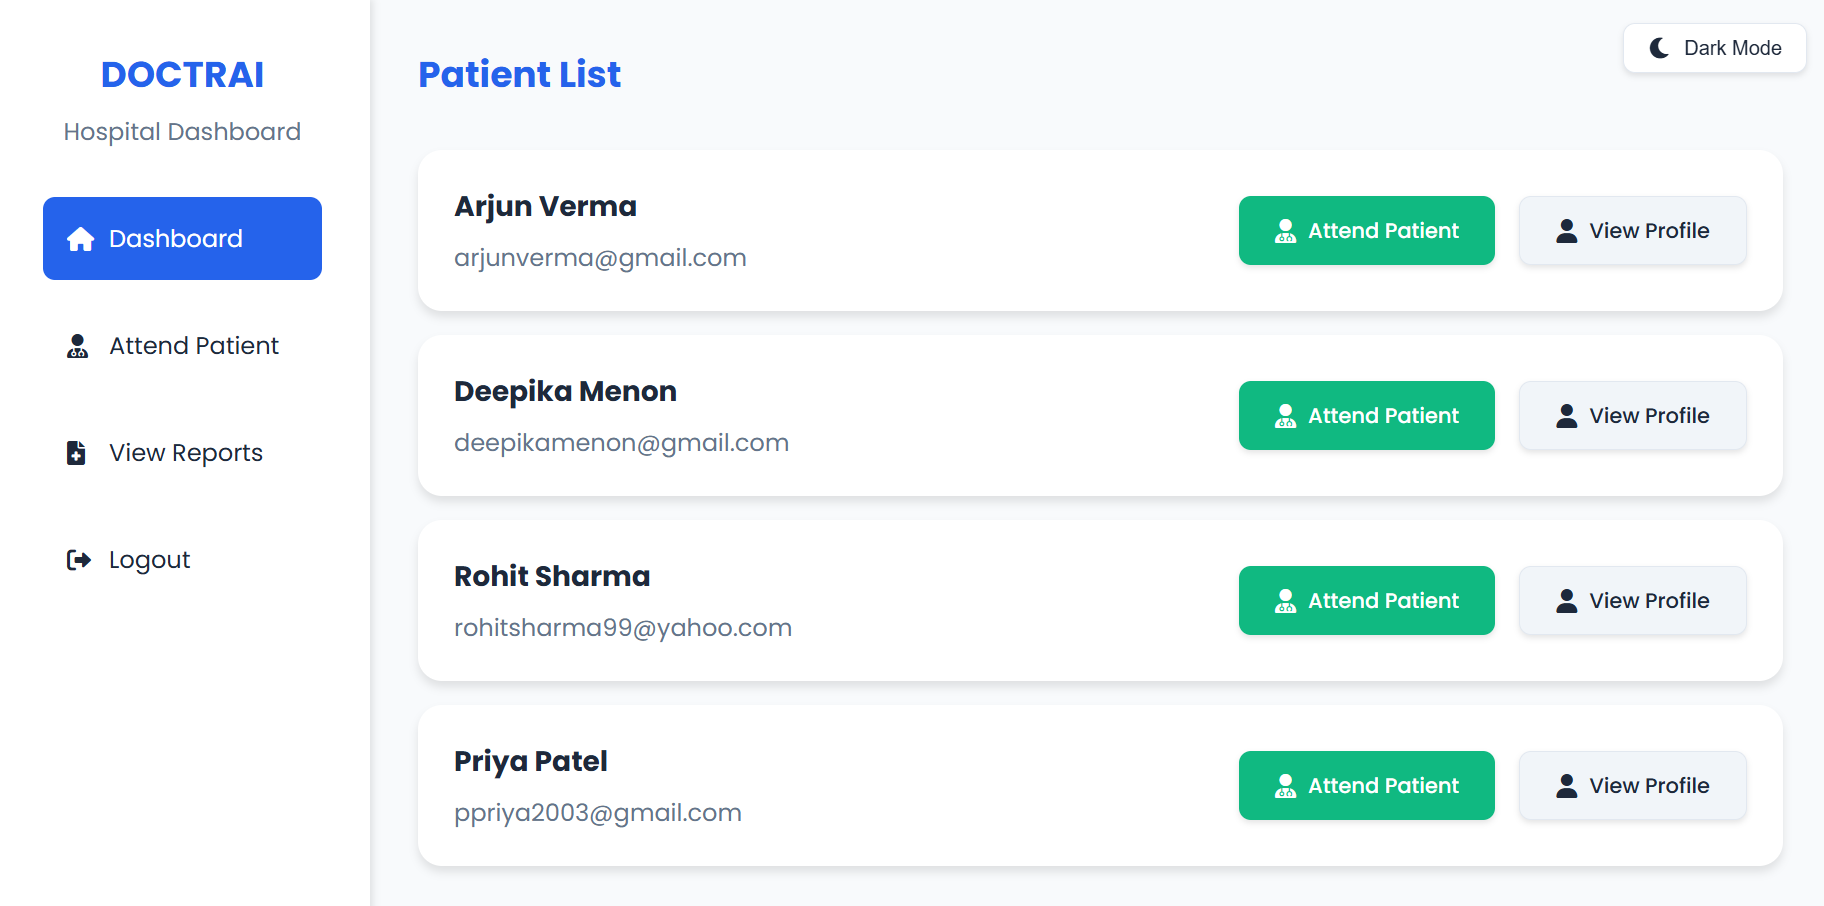 DOCTRAI
Hospital Dashboard
Dashboard
Attend Patient
View Reports
Logout
Patient List
Dark Mode
Arjun Verma
arjunverma@gmail.com
Attend Patient
View Profile
Deepika Menon
deepikamenon@gmail.com
Attend Patient
View Profile
Rohit Sharma
rohitsharma99@yahoo.com
Attend Patient
View Profile
Priya Patel
ppriya2003@gmail.com
Attend Patient
View Profile